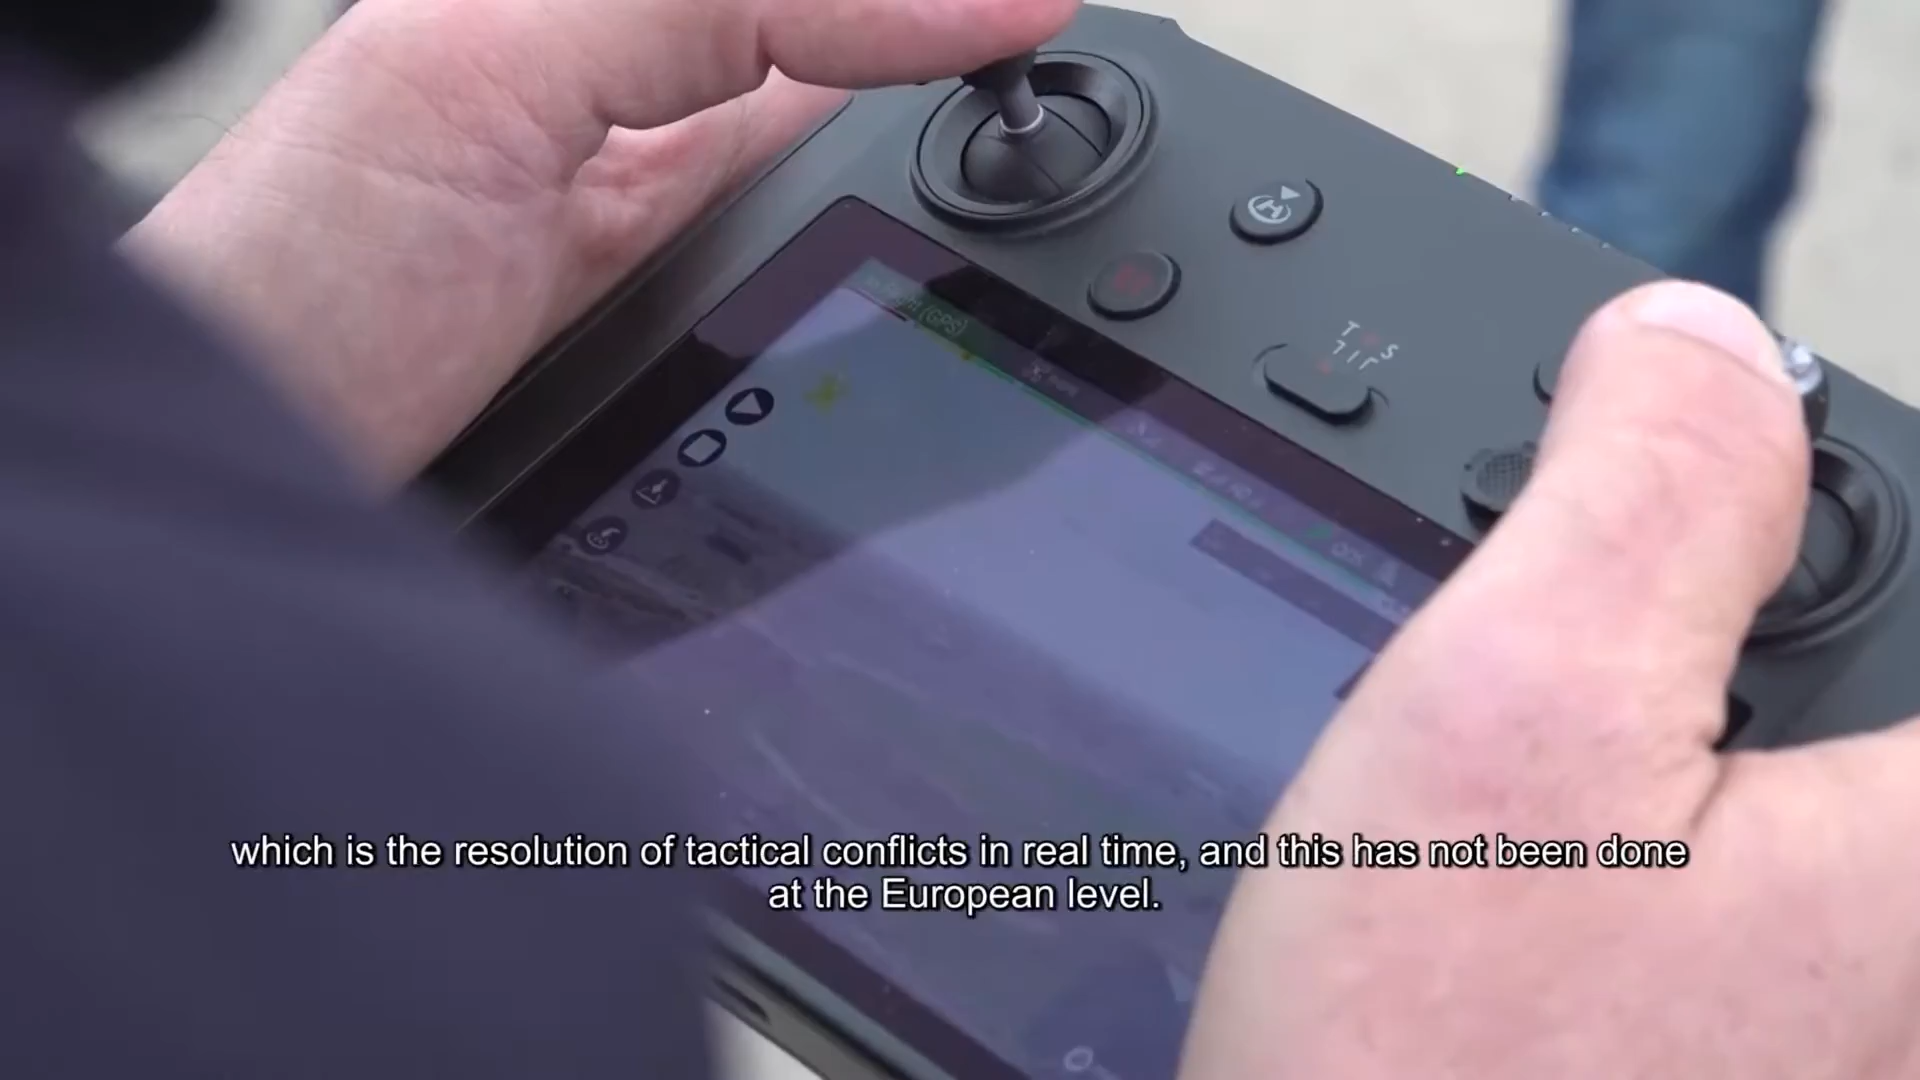 H
T S
(GPS)
which is the resolution of tactical conflicts in real time, and this has not been done
at the European level.